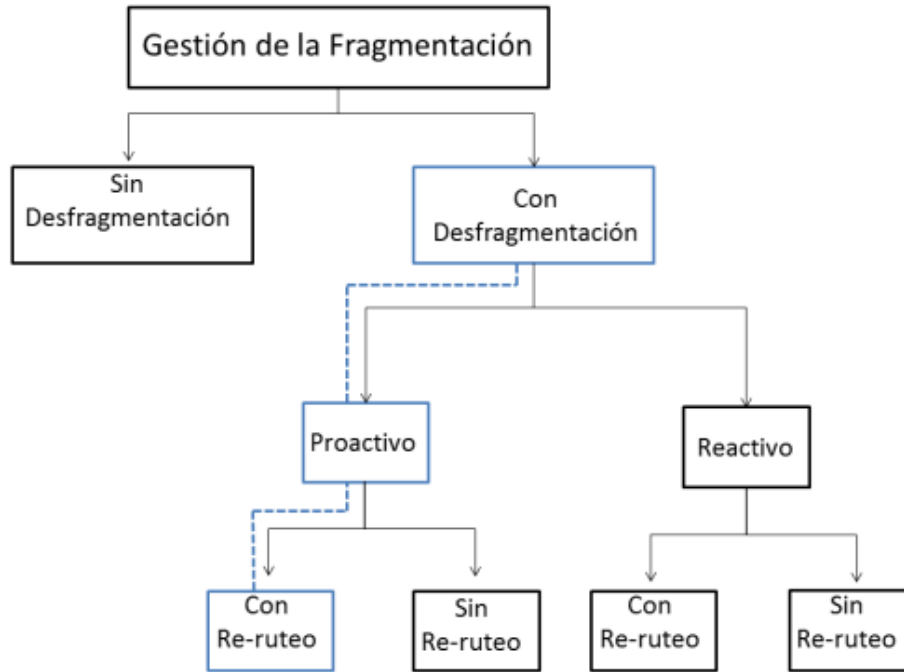 Gestión de la Fragmentación
Sin
Desfragmentación
Con
Desfragmentación
Proactivo
Reactivo
Con
Re-ruteo
Sin
Re-ruteo
Con
Re-ruteo
Sin
Re-ruteo